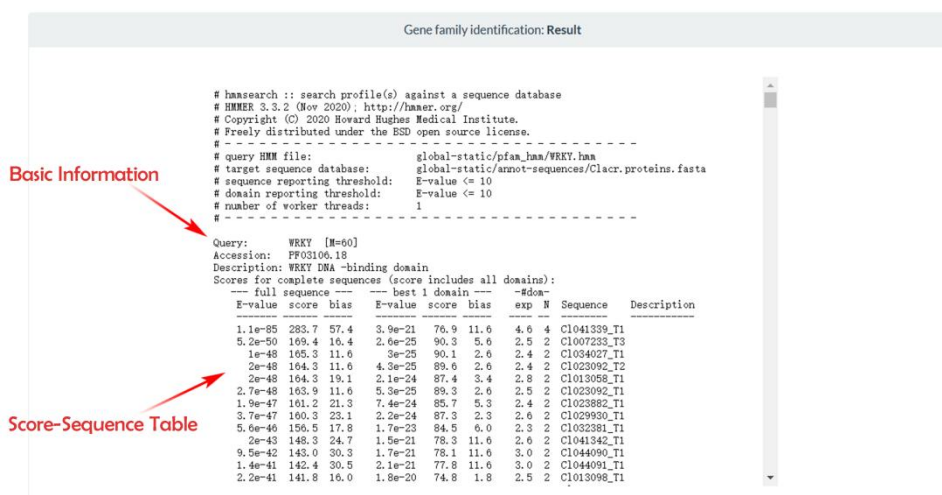 Gene family identification: Result
# hmmsearch :: search profile(s) against a sequence database
# HMMER 3.3.2 (Nov 2020); http://hmmer.org/
# Copyright (C) 2020 Howard Hughes Medical Institute.
# Freely distributed under the BSD open source license.
# - - - - - - - - - - - - - - - - - - - - - - - - - - - - - - - - - - - -
# query HMM file:                  global-static/pfam_hmm/WRKY.hmm
# target sequence database:        global-static/annot-sequences/Clacr.proteins.fasta
# sequence reporting threshold:    E-value <= 10
# domain reporting threshold:      E-value <= 10
# number of worker threads:        1
# - - - - - - - - - - - - - - - - - - - - - - - - - - - - - - - - - - - -
Basic Information
Query:       WRKY  [M=60]
Accession:   PF03106.18
Description: WRKY DNA -binding domain
Scores for complete sequences (score includes all domains):
--- full sequence ---   --- best 1 domain ---    -#dom-
E-value  score  bias    E-value  score  bias    exp  N  Sequence    Description
------- ------ -----    ------- ------ -----   ---- --  --------    -----------
1.1e-85  283.7  57.4    3.9e-21   76.9  11.6    4.6  4  Cl041339_T1
5.2e-50  169.4  16.4    2.6e-25   90.3   5.6    2.5  2  Cl007233_T3
1e-48  165.3  11.6      3e-25   90.1   2.6    2.4  2  Cl034027_T1
2e-48  164.3  11.6    4.3e-25   89.6   2.6    2.4  2  Cl023092_T2
2e-48  164.3  19.1    2.1e-24   87.4   3.4    2.8  2  Cl013058_T1
2.7e-48  163.9  11.6    5.3e-25   89.3   2.6    2.5  2  Cl023092_T1
1.9e-47  161.2  21.3    7.4e-24   85.7   5.3    2.4  2  Cl023882_T1
3.7e-47  160.3  23.1    2.2e-24   87.3   2.3    2.6  2  Cl029930_T1
5.6e-46  156.5  17.8    1.7e-23   84.5   6.0    2.3  2  Cl032381_T1
2e-43  148.3  24.7    1.5e-21   78.3  11.6    2.6  2  Cl041342_T1
9.5e-42  143.0  30.3    1.7e-21   78.1  11.6    3.0  2  Cl044090_T1
1.4e-41  142.4  30.5    2.1e-21   77.8  11.6    3.0  2  Cl044091_T1
2.2e-41  141.8  16.0    1.8e-20   74.8   1.8    2.5  2  Cl013098_T1
Score-Sequence Table